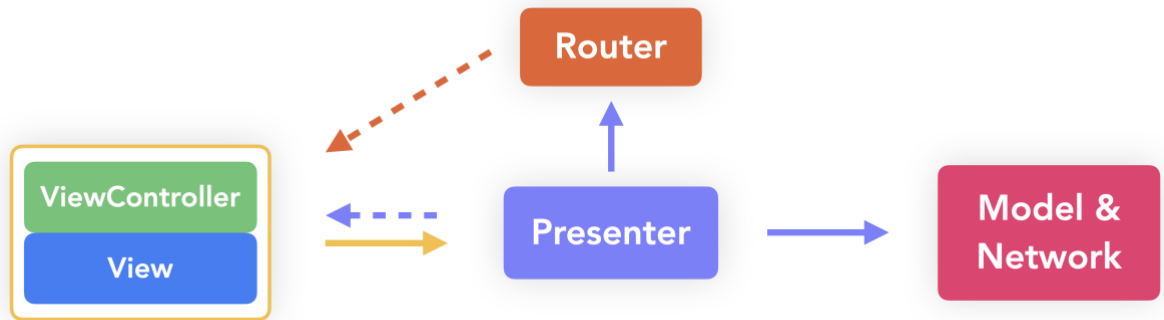 Router
ViewController
View
Presenter
Model &
Network